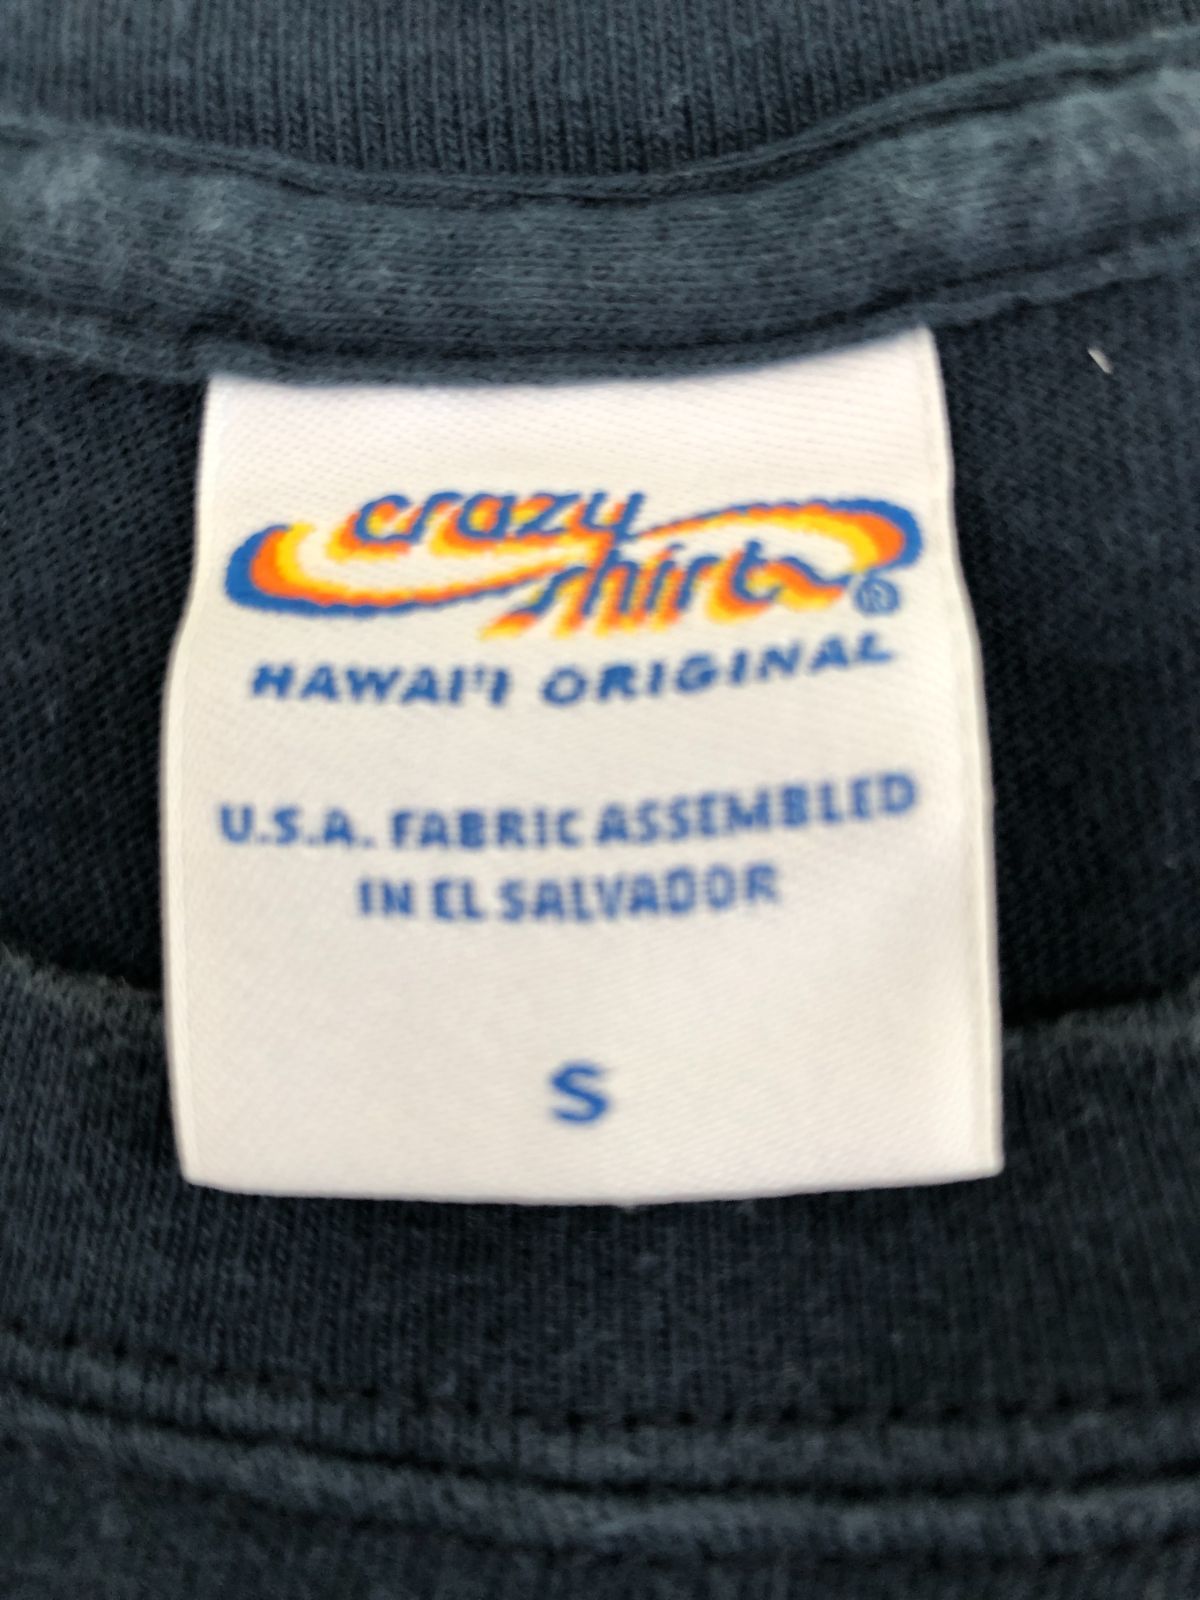 crazy
shirts®
HAWAI'I ORIGINAL
U.S.A. FABRIC ASSEMBLED
IN EL SALVADOR
S